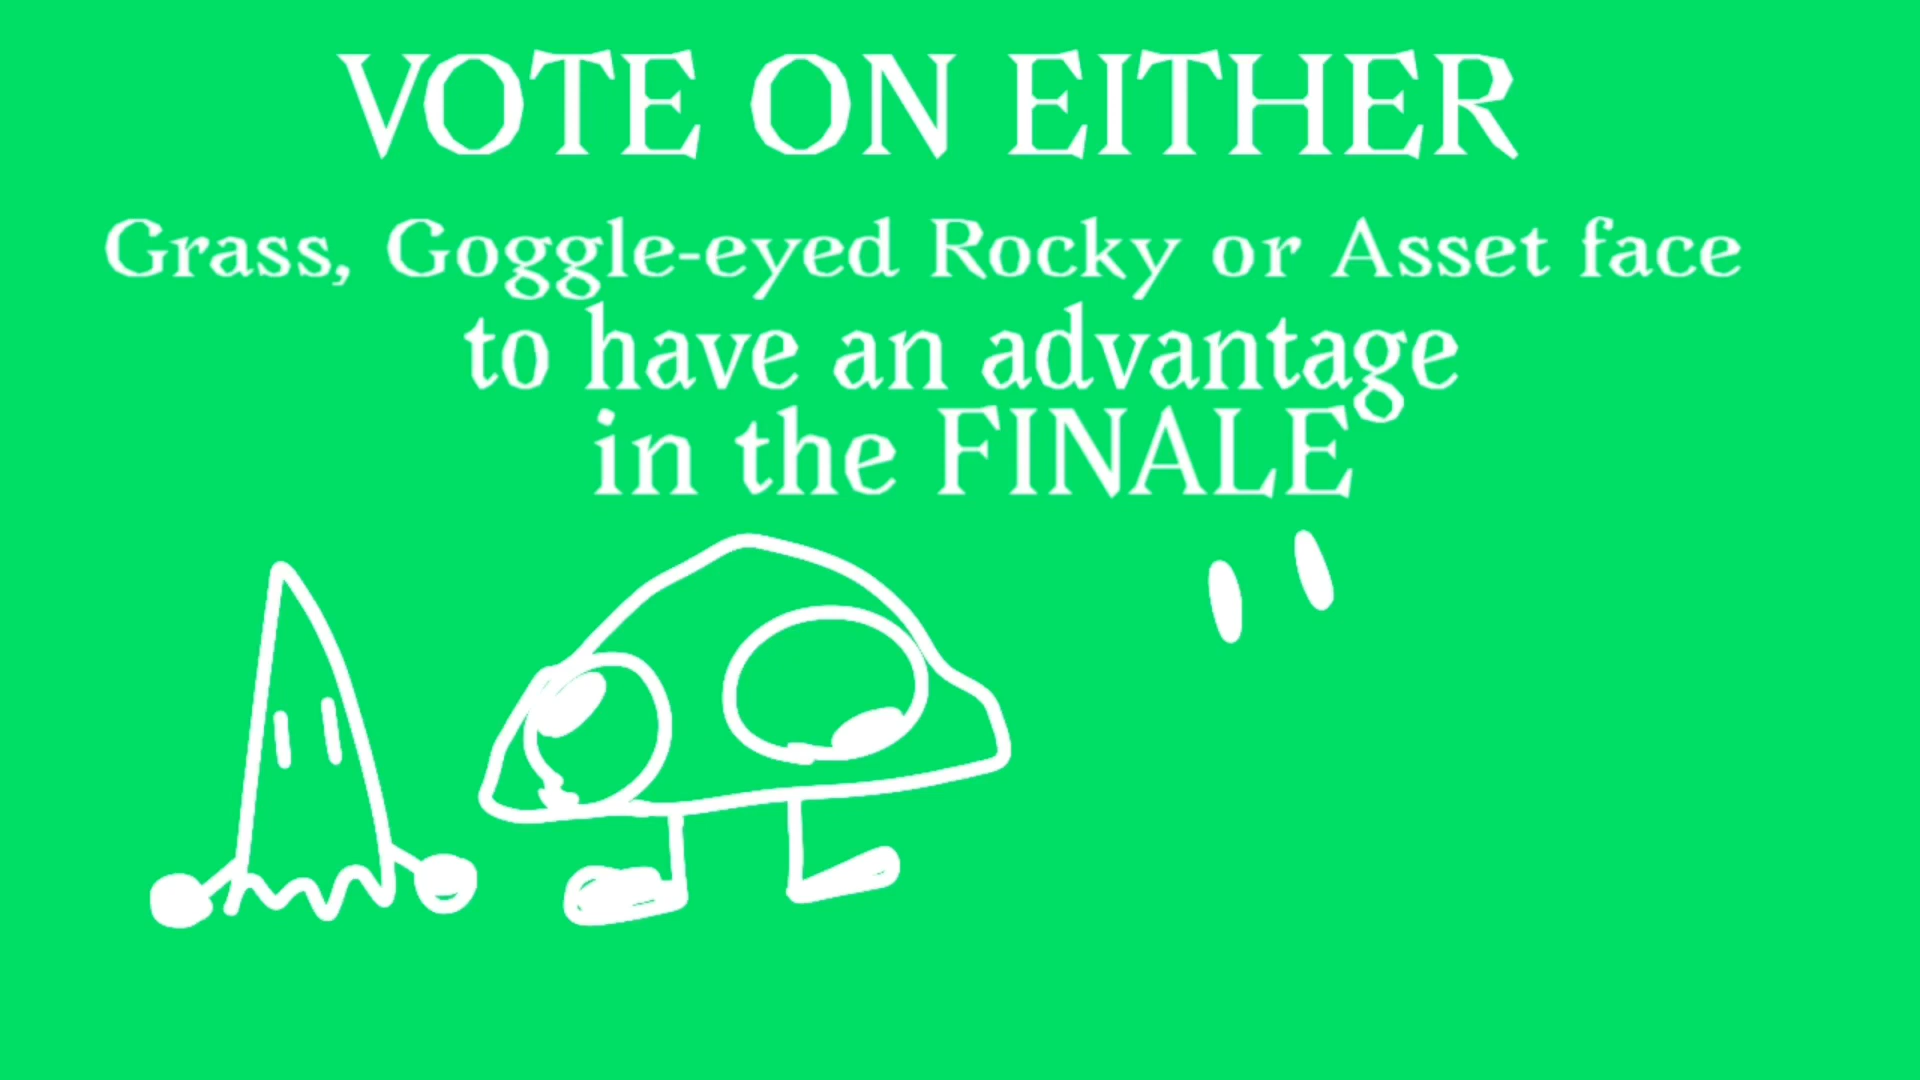 VOTE ON EITHER
Grass, Goggle-eyed Rocky or Asset face
to have an advantage
in the FINALE